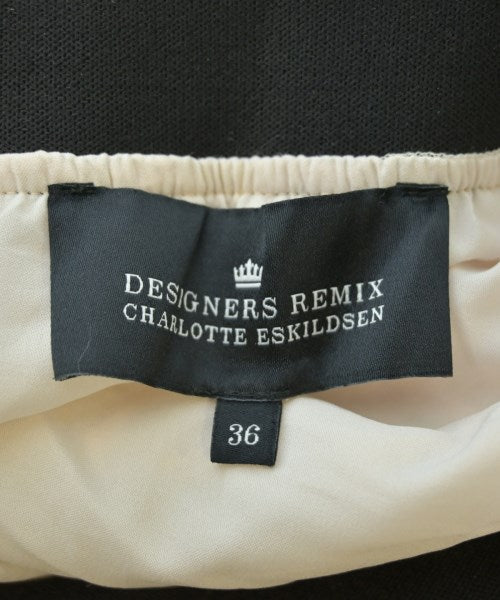 DESIGNERS REMIX
CHARLOTTE ESKILDSEN
36